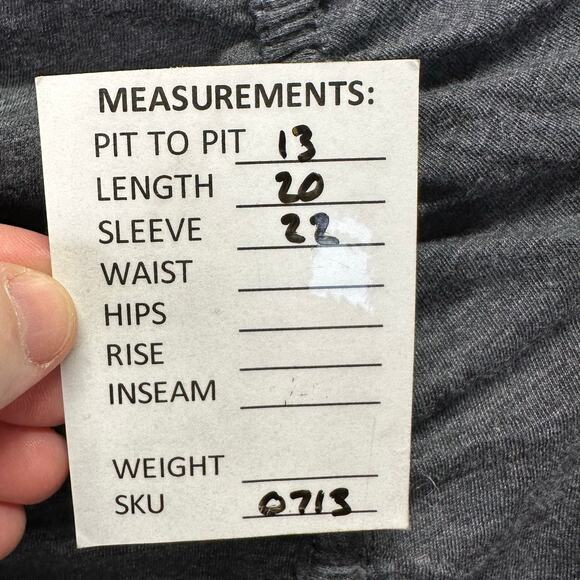 MEASUREMENTS:
PIT TO PIT 13
LENGTH 20
SLEEVE 22
WAIST
HIPS
RISE
INSEAM
WEIGHT
SKU 0713